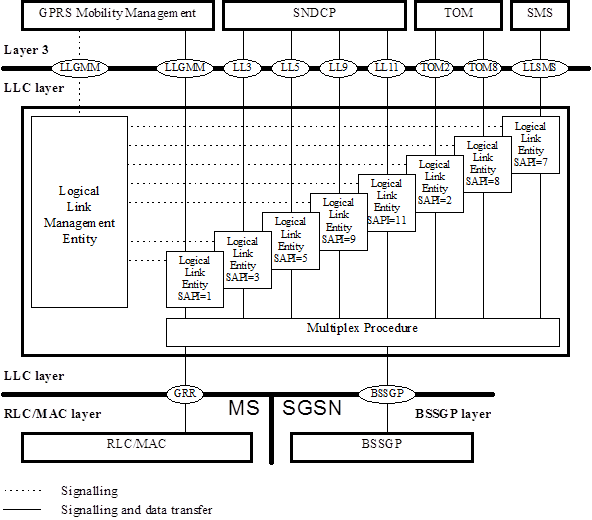 GPRS Mobility Management
SNDCP
TOM
SMS
Layer 3
LLGMM
LLGMM
LL3
LL5
LL9
LL11
TOM2
TOM8
LLSMS
LLC layer
Logical
Link
Management
Entity
Logical
Link
Entity
SAPI=7
Logical
Link
Entity
SAPI=8
Logical
Link
Entity
SAPI=2
Logical
Link
Entity
SAPI=11
Logical
Link
Entity
SAPI=9
Logical
Link
Entity
SAPI=5
Logical
Link
Entity
SAPI=3
Logical
Link
Entity
SAPI=1
Multiplex Procedure
LLC layer
GRR
BSSGP
RLC/MAC layer
MS
SGSN
BSSGP layer
RLC/MAC
BSSGP
Signalling
Signalling and data transfer